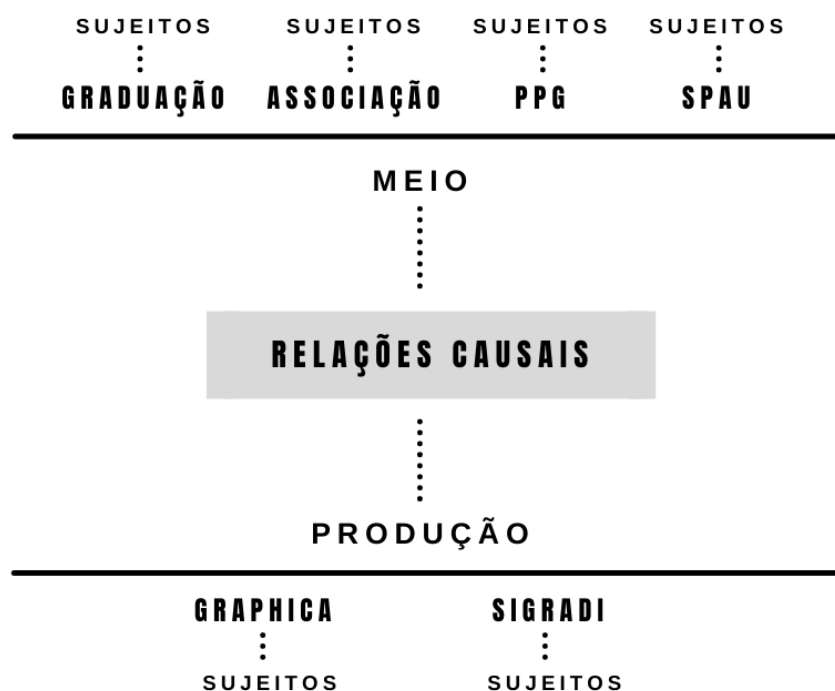 SUJEITOS SUJEITOS SUJEITOS SUJEITOS
GRADUAÇÃO ASSOCIAÇÃO PPG SPAU
MEIO
RELAÇÕES CAUSAIS
PRODUÇÃO
GRAPHICA SIGRADI
SUJEITOS SUJEITOS